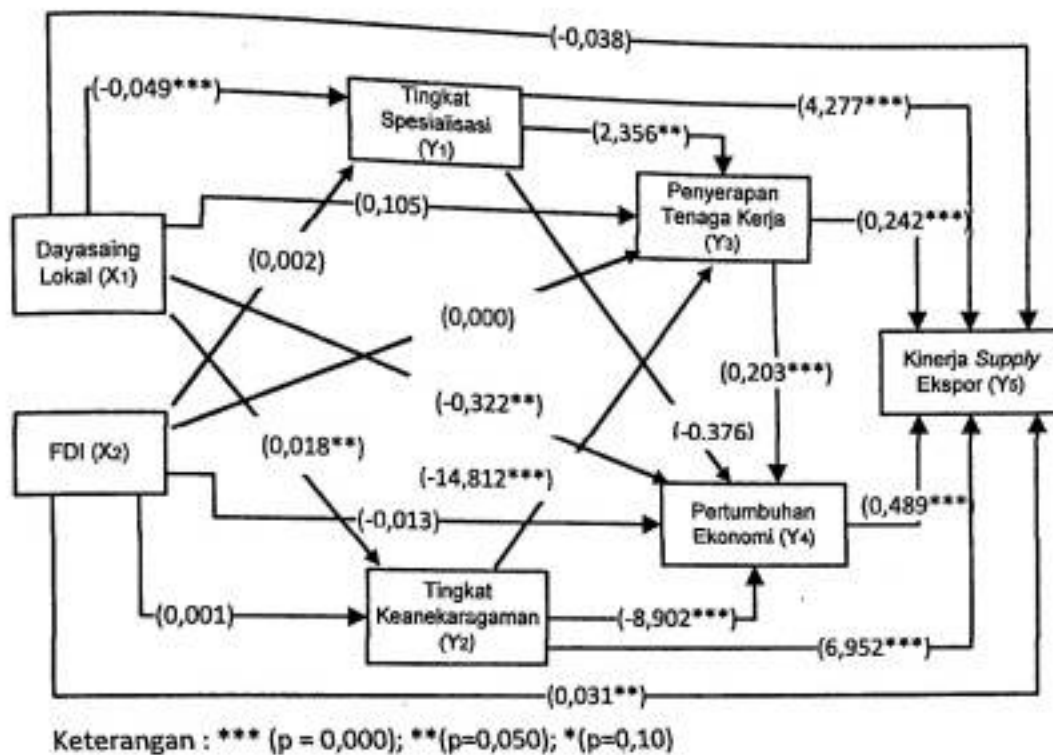 (-0,038)
(-0,049***)
Tingkat
Spesialisasi
(Y1)
(4,277***)
(2,356**)
Penyerapan
Tenaga Kerja
(Y3)
(0,105)
(0,242***)
Dayasaing
Lokal (X1)
(0,002)
(0,000)
Kinerja Supply
Ekspor (Y5)
(0,203***)
(-0,322**)
FDI (X2)
(0,018**)
(-0.376)
(-14,812***)
(-0,013)
Pertumbuhan
Ekonomi (Y4)
(0,489***)
Tingkat
Keanekaragaman
(Y2)
(0,001)
(-8,902***)
(6,952***)
(0,031**)
Keterangan : *** (p = 0,000); **(p=0,050); *(p=0,10)